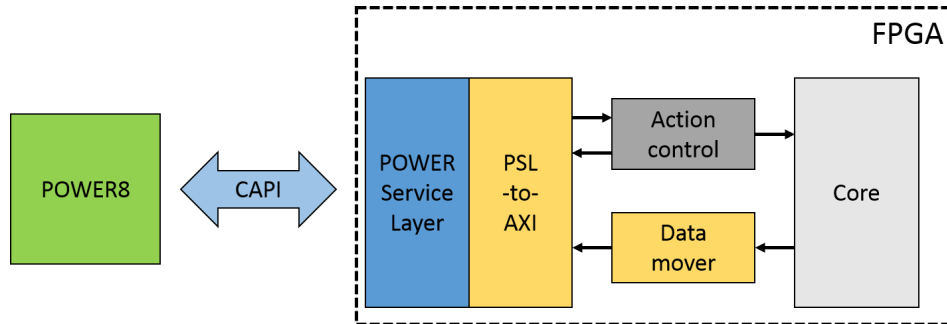 FPGA
POWER8
CAPI
POWER
Service
Layer
PSL
-to-
AXI
Action
control
Data
mover
Core